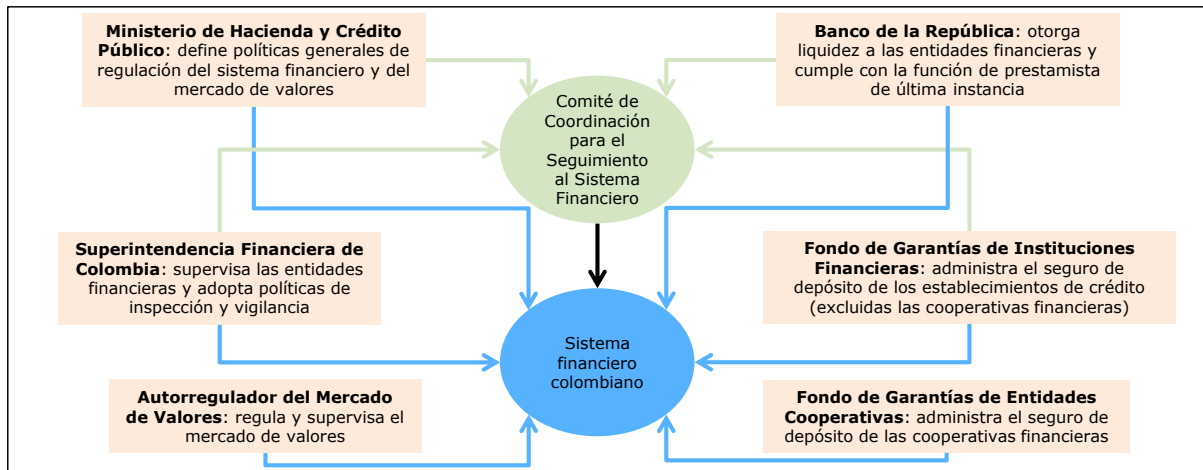 Ministerio de Hacienda y Crédito
Público: define políticas generales
de regulación del sistema financiero y del
mercado de valores
Banco de la República: otorga
liquidez a las entidades financieras y
cumple con la función de prestamista
de última instancia
Comité de
Coordinación
para el
Seguimiento
al Sistema
Financiero
Superintendencia Financiera de
Colombia: supervisa las entidades
financieras y adopta políticas de
inspección y vigilancia
Fondo de Garantías de Instituciones
Financieras: administra el seguro de
depósito de los establecimientos de crédito
(excluidas las cooperativas financieras)
Sistema
financiero
colombiano
Autorregulador del Mercado
de Valores: regula y supervisa el
mercado de valores
Fondo de Garantías de Entidades
Cooperativas: administra el seguro de
depósito de las cooperativas financieras